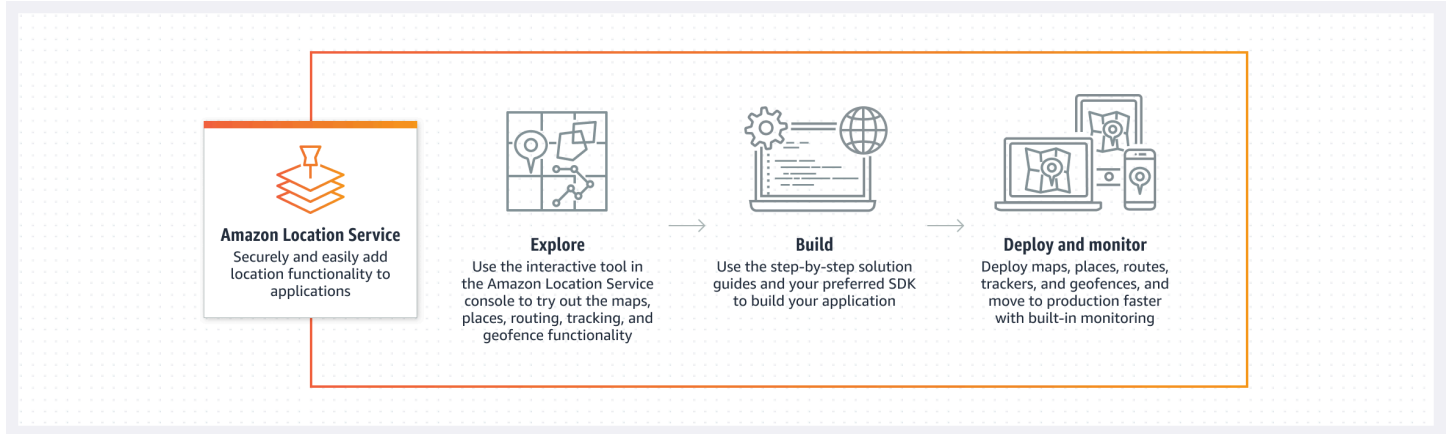 Amazon Location Service
Securely and easily add
location functionality to
applications
Explore
Use the interactive tool in
the Amazon Location Service
console to try out the maps,
places, routing, tracking, and
geofence functionality
Build
Use the step-by-step solution
guides and your preferred SDK
to build your application
Deploy and monitor
Deploy maps, places, routes,
trackers, and geofences, and
move to production faster
with built-in monitoring